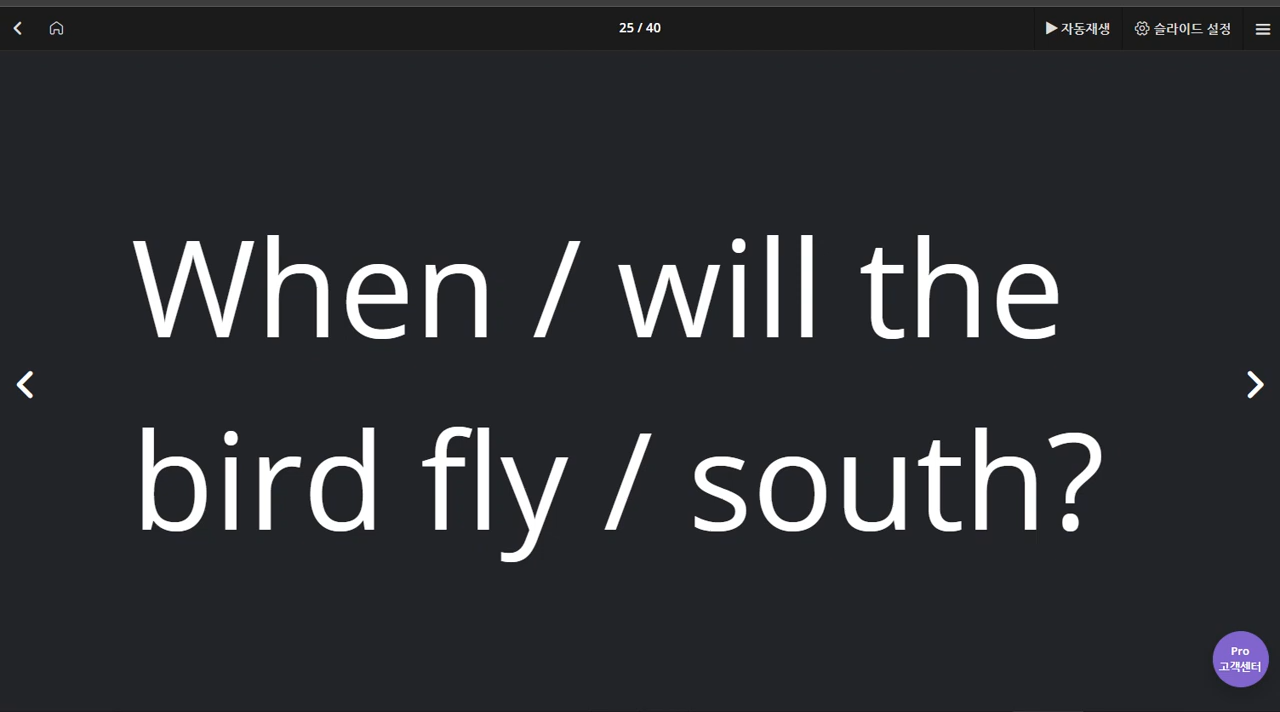 25 / 40
자동재생
슬라이드 설정
When / will the
bird fly / south?
Pro
고객센터